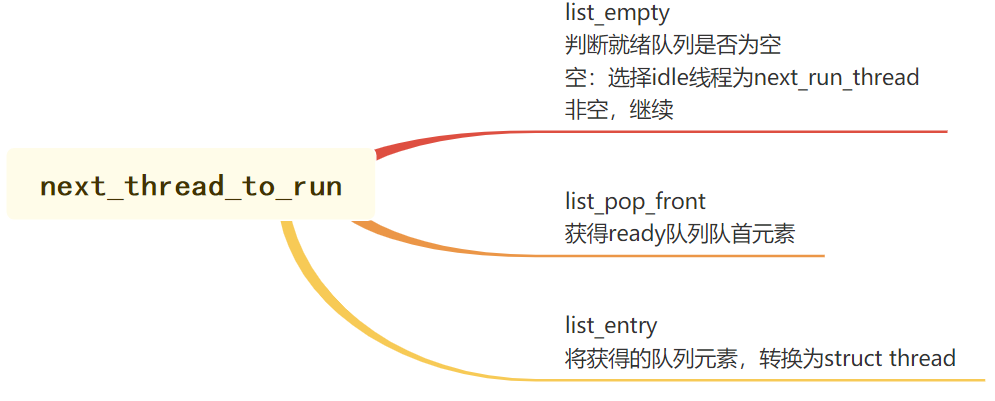 list_empty
判断就绪队列是否为空
空：选择idle线程为next_run_thread
非空，继续
next_thread_to_run
list_pop_front
获得ready队列队首元素
list_entry
将获得的队列元素，转换为struct thread